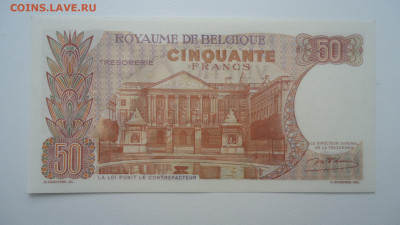 COINS.LAVE.RU
ROYAUME DE BELGIQUE
50
TRESORERIE
CINQUANTE
FRANCS
50
50
LE DIRECTEUR GENERAL
DE LA TRESORERIE
LA LOI PUNIT LE CONTREFACTEUR